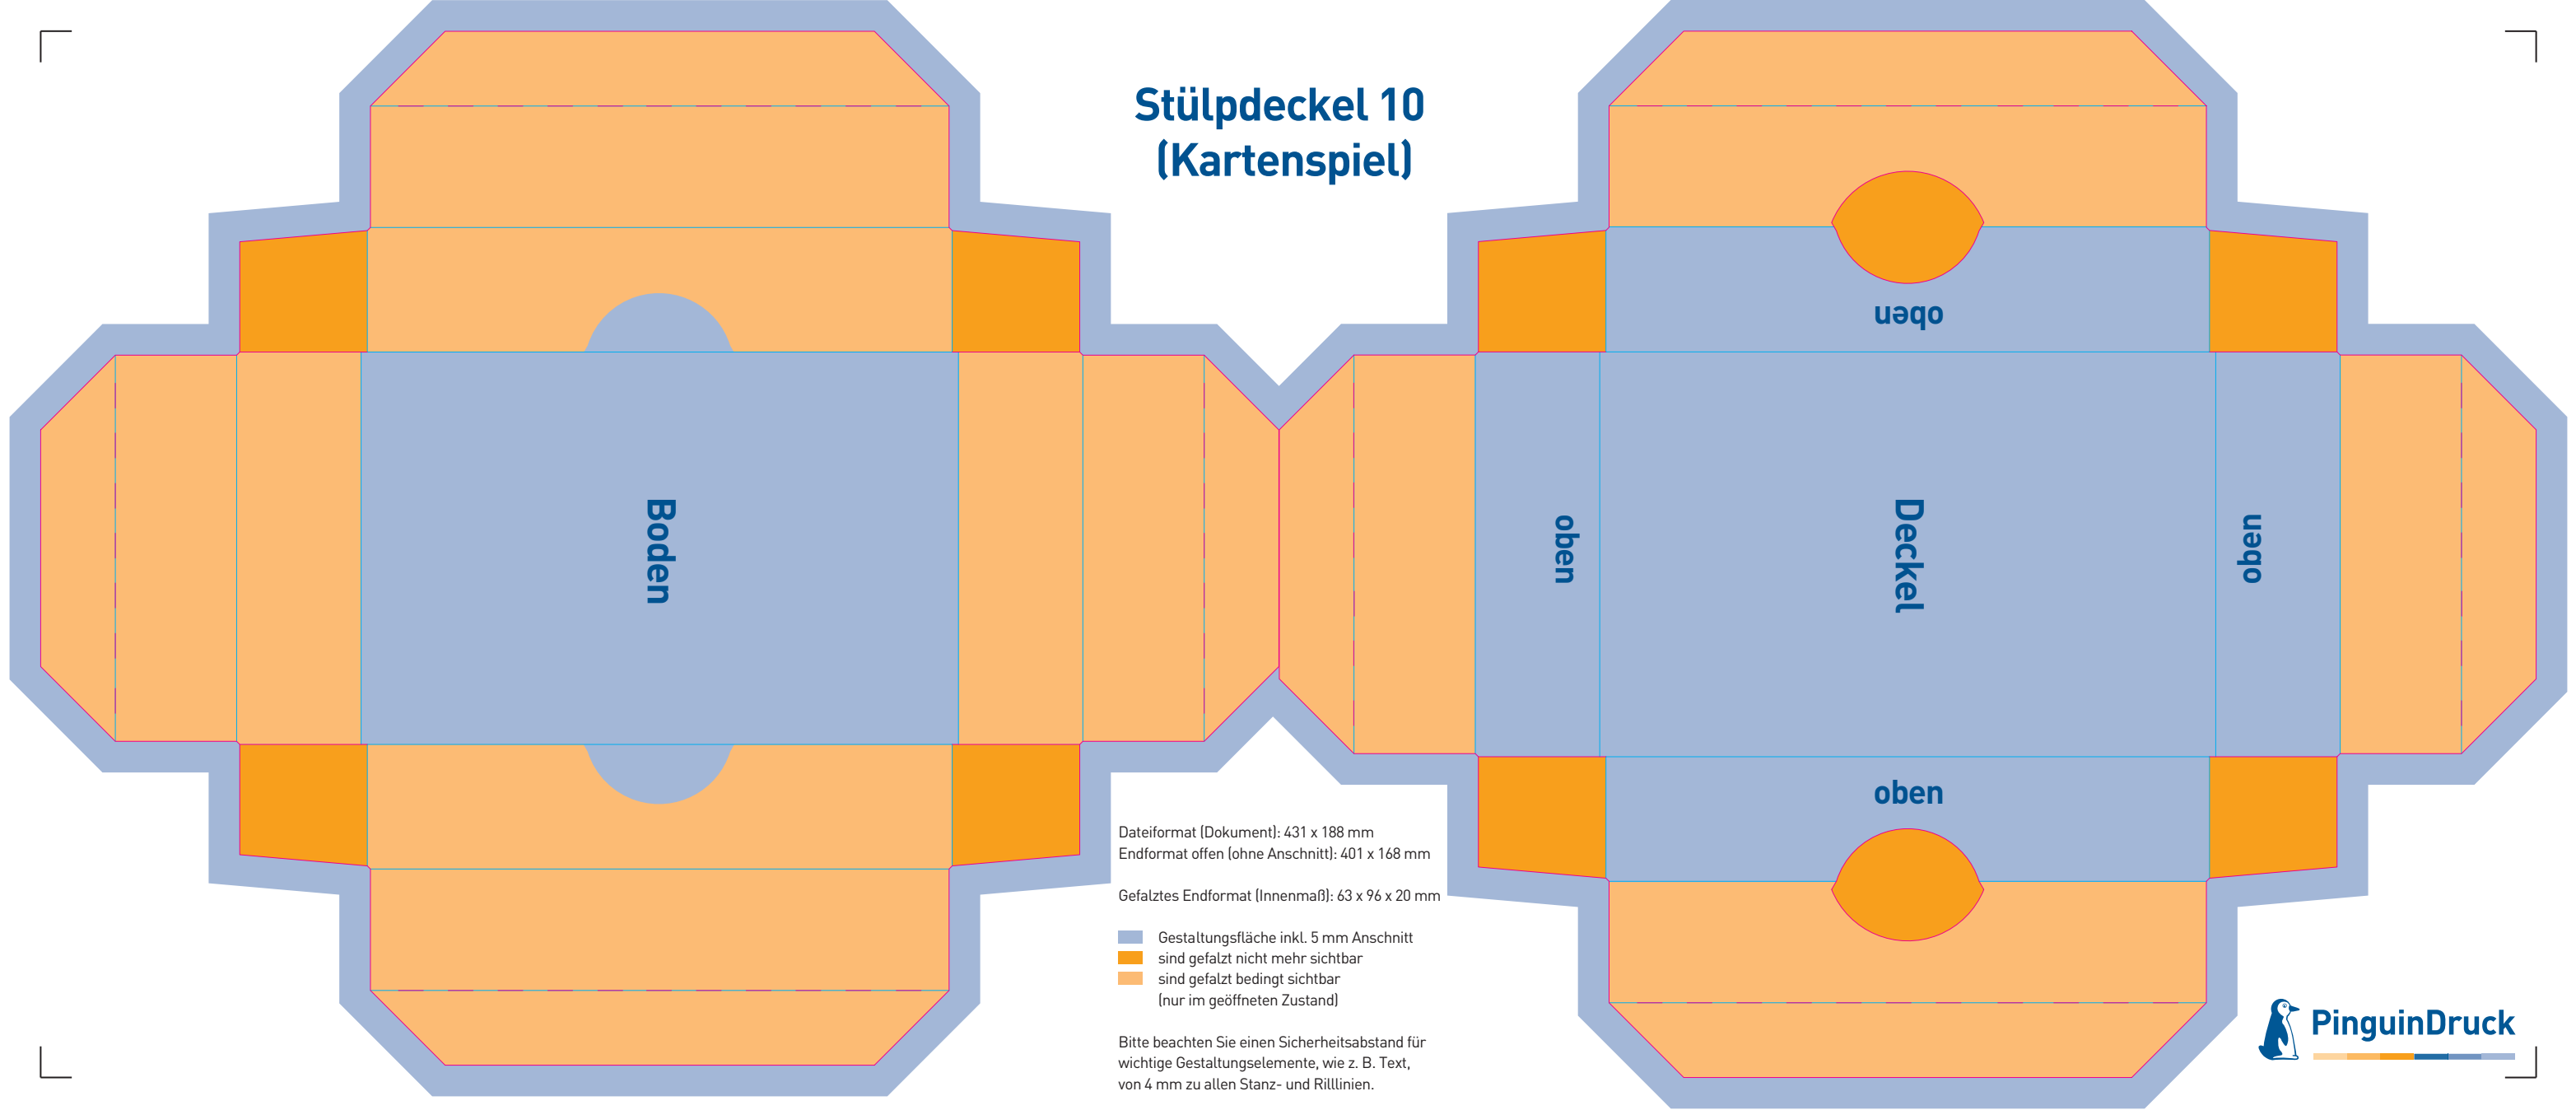 Stülpdeckel 10
(Kartenspiel)
oben
Boden
oben
Deckel
oben
oben
Dateiformat (Dokument): 431 x 188 mm
Endformat offen (ohne Anschnitt): 401 x 168 mm
Gefalztes Endformat (Innenmaß): 63 x 96 x 20 mm
Gestaltungsfläche inkl. 5 mm Anschnitt
sind gefalzt nicht mehr sichtbar
sind gefalzt bedingt sichtbar
(nur im geöffneten Zustand)
Bitte beachten Sie einen Sicherheitsabstand für
wichtige Gestaltungselemente, wie z. B. Text,
von 4 mm zu allen Stanz- und Rilllinien.
PinguinDruck